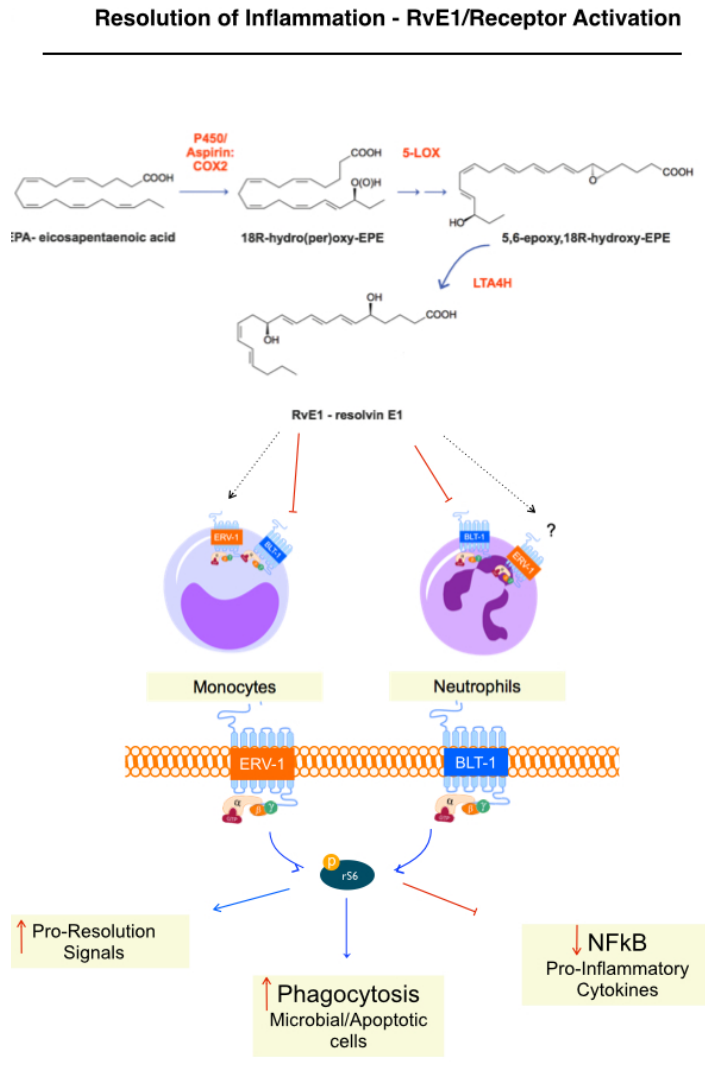 Resolution of Inflammation - RvE1/Receptor Activation
P450/
Aspirin:
COX2
5-LOX
COOH
COOH
O(O)H
COOH
O
HO
EPA- eicosapentaenoic acid
18R-hydro(per)oxy-EPE
5,6-epoxy,18R-hydroxy-EPE
LTA4H
OH
COOH
OH
RvE1 - resolvin E1
?
ERV-1
BLT-1
BLT-1
ERV-1
Monocytes
Neutrophils
ERV-1
BLT-1
α
β
γ
GTP
α
β
γ
GTP
p
rS6
Pro-Resolution
Signals
NFkB
Pro-Inflammatory
Cytokines
Phagocytosis
Microbial/Apoptotic
cells